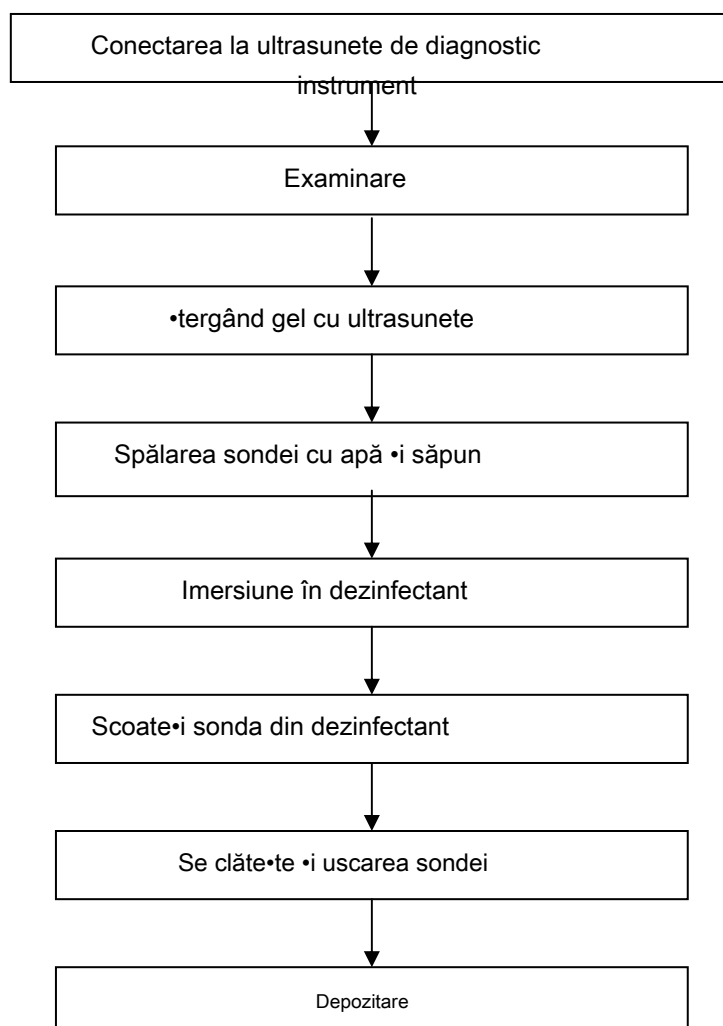 Conectarea la ultrasunete de diagnostic
instrument
Examinare
•tergând gel cu ultrasunete
Spălarea sondei cu apă •i săpun
Imersiune în dezinfectant
Scoate•i sonda din dezinfectant
Se clăte•te •i uscarea sondei
Depozitare